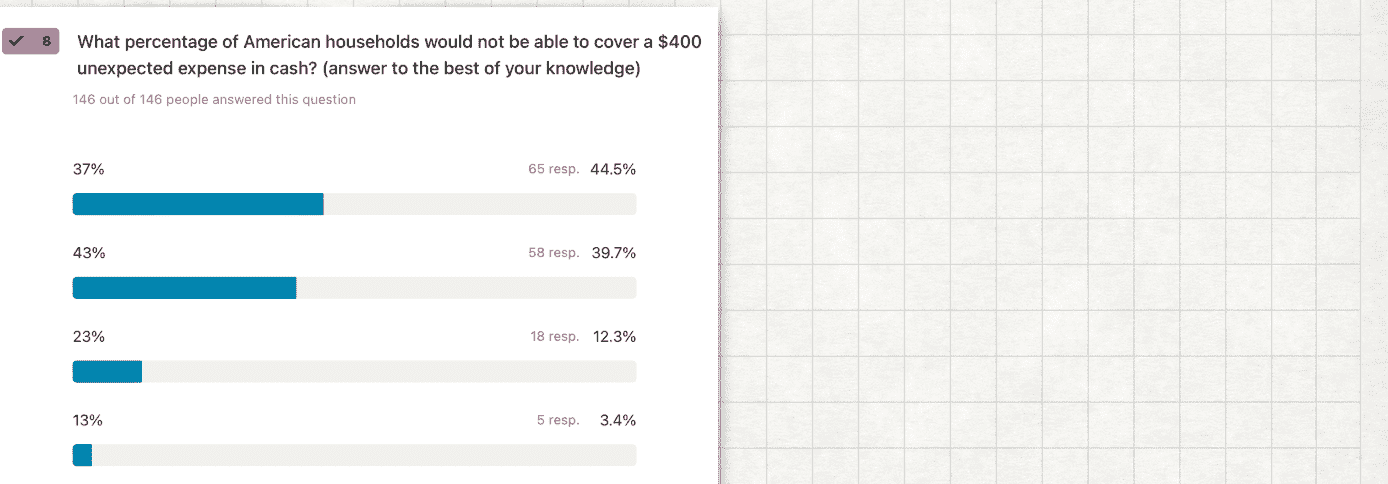 8
What percentage of American households would not be able to cover a $400
unexpected expense in cash? (answer to the best of your knowledge)
146 out of 146 people answered this question
37% 65 resp. 44.5%
43% 58 resp. 39.7%
23% 18 resp. 12.3%
13% 5 resp. 3.4%